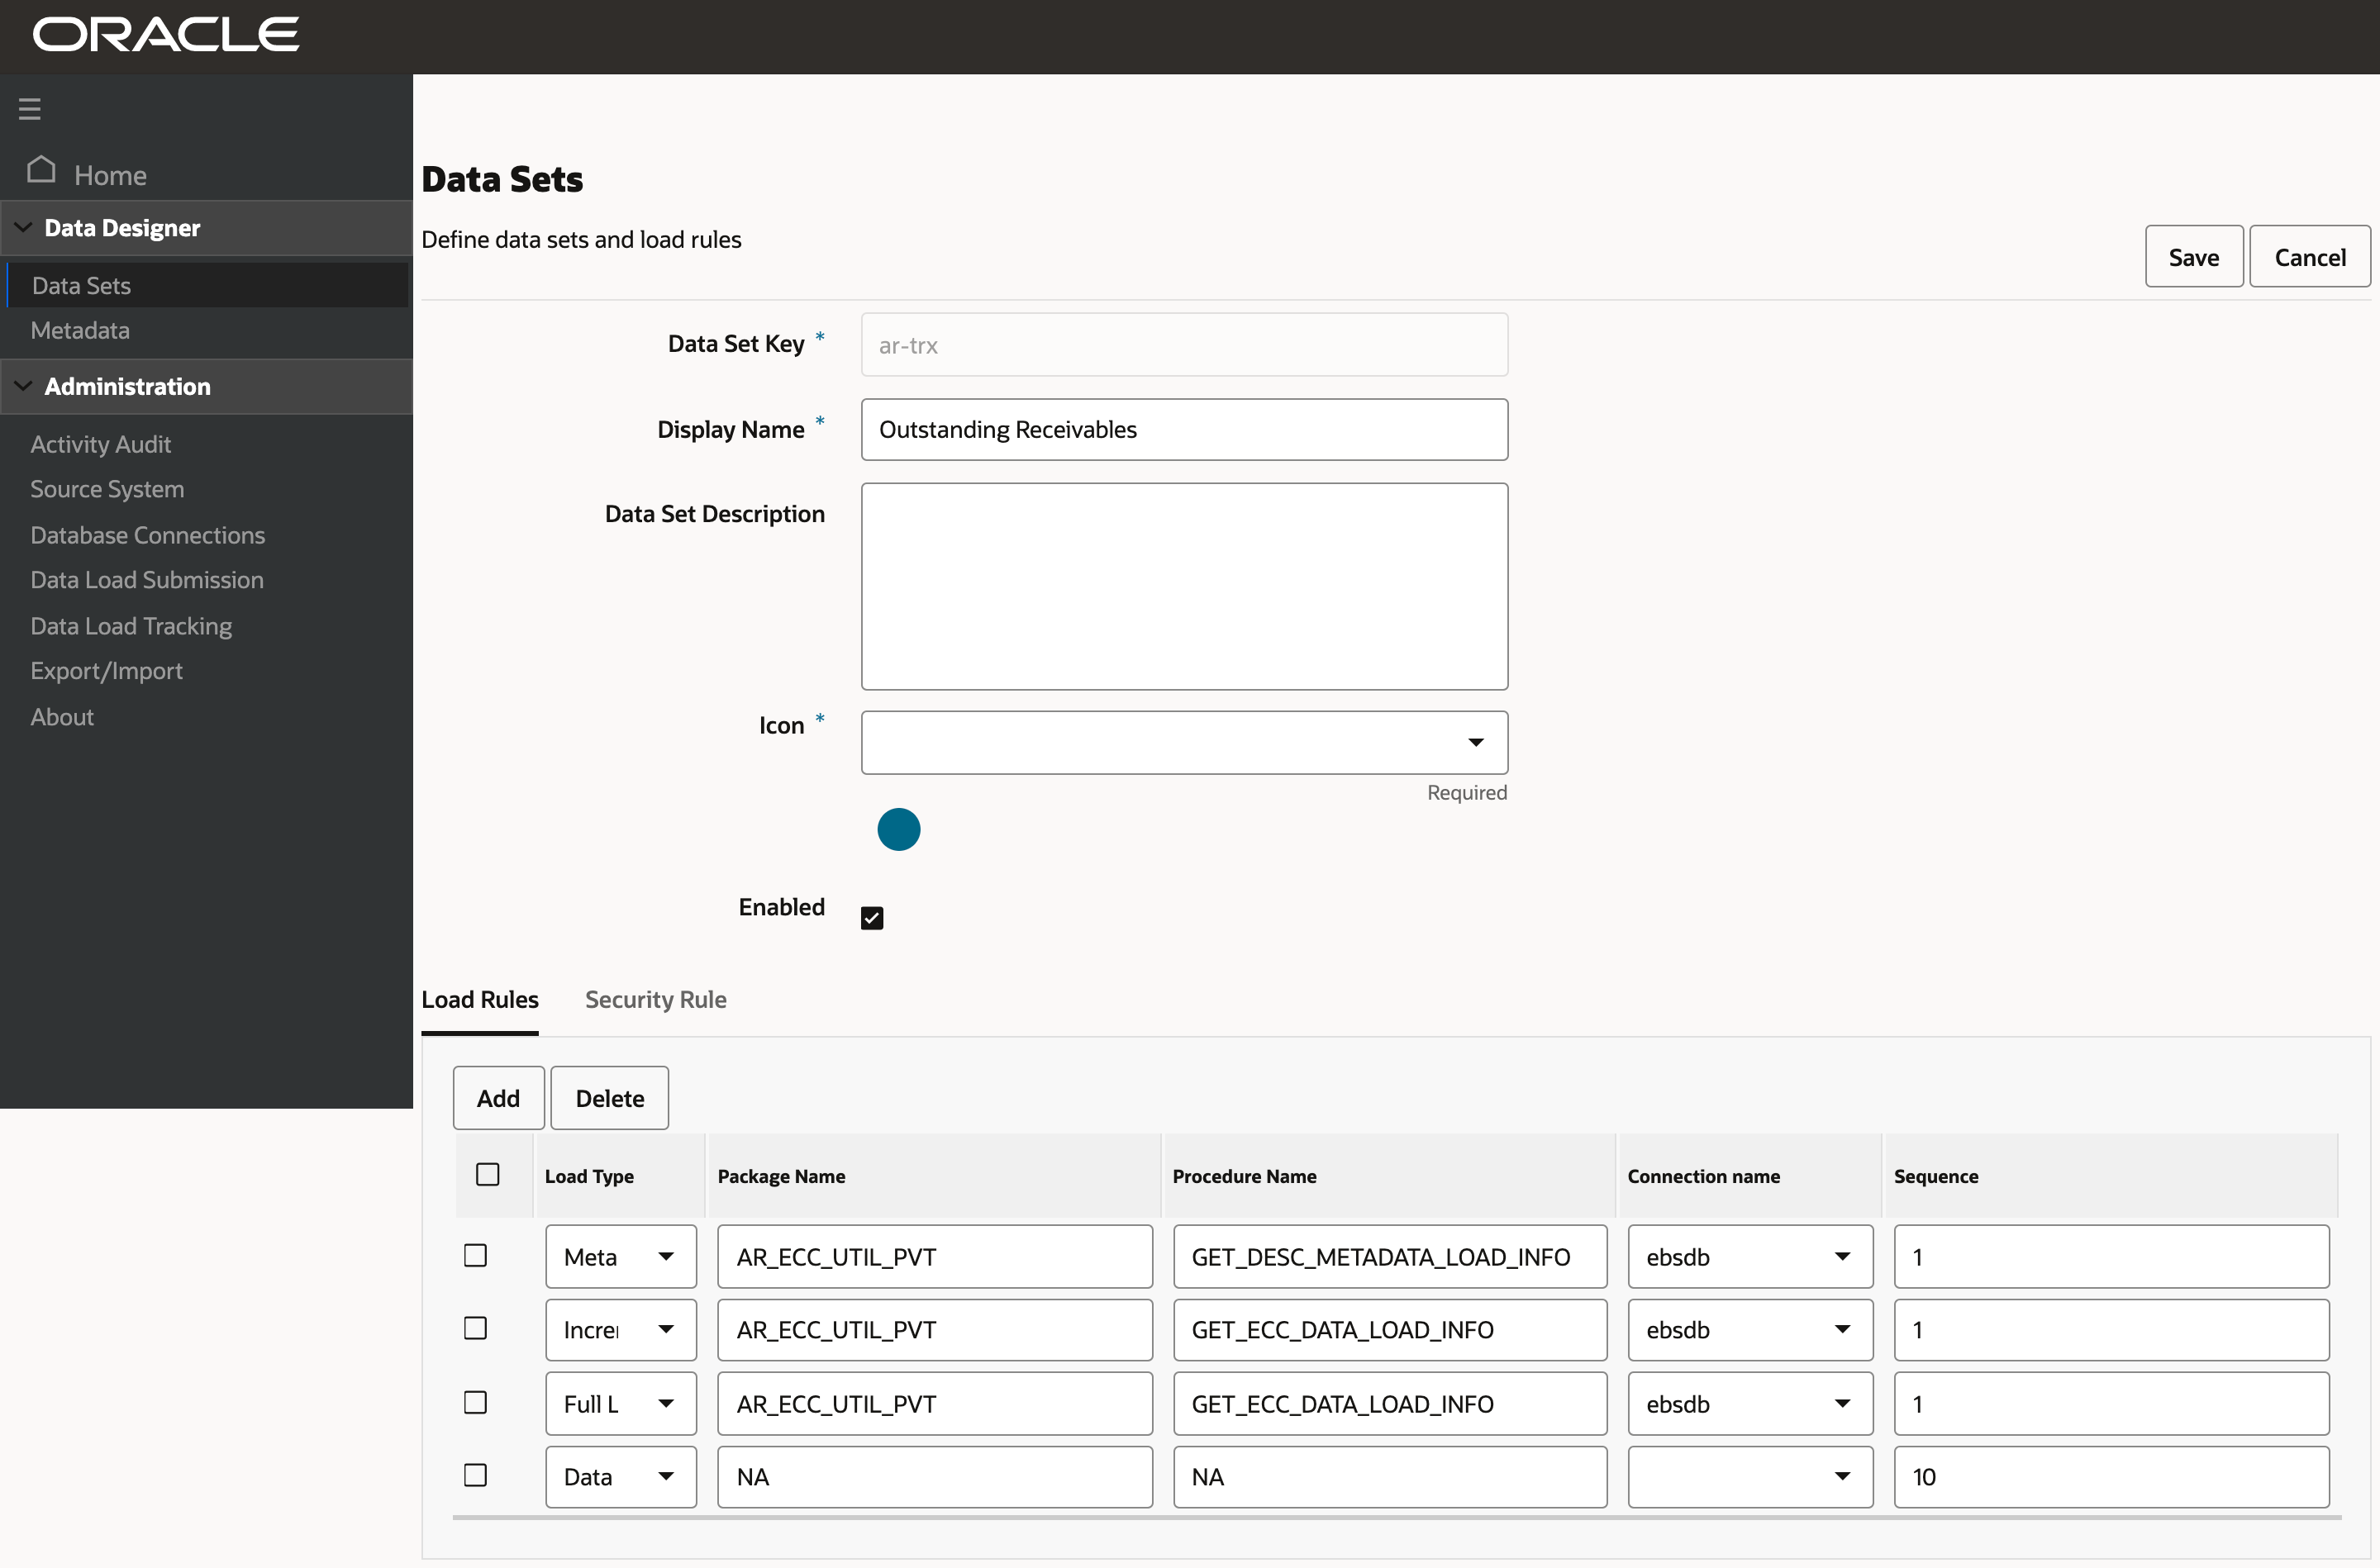 ORACLE
Home
Data Designer
Data Sets
Metadata
Administration
Activity Audit
Source System
Database Connections
Data Load Submission
Data Load Tracking
Export/Import
About
Data Sets
Define data sets and load rules
Save Cancel
Data Set Key * ar-trx
Display Name * Outstanding Receivables
Data Set Description
Icon *
Required
Enabled
Load Rules Security Rule
Add Delete
Load Type Package Name Procedure Name Connection name Sequence
Meta AR_ECC_UTIL_PVT GET_DESC_METADATA_LOAD_INFO ebsdb 1
Incre AR_ECC_UTIL_PVT GET_ECC_DATA_LOAD_INFO ebsdb 1
Full L AR_ECC_UTIL_PVT GET_ECC_DATA_LOAD_INFO ebsdb 1
Data NA NA 10